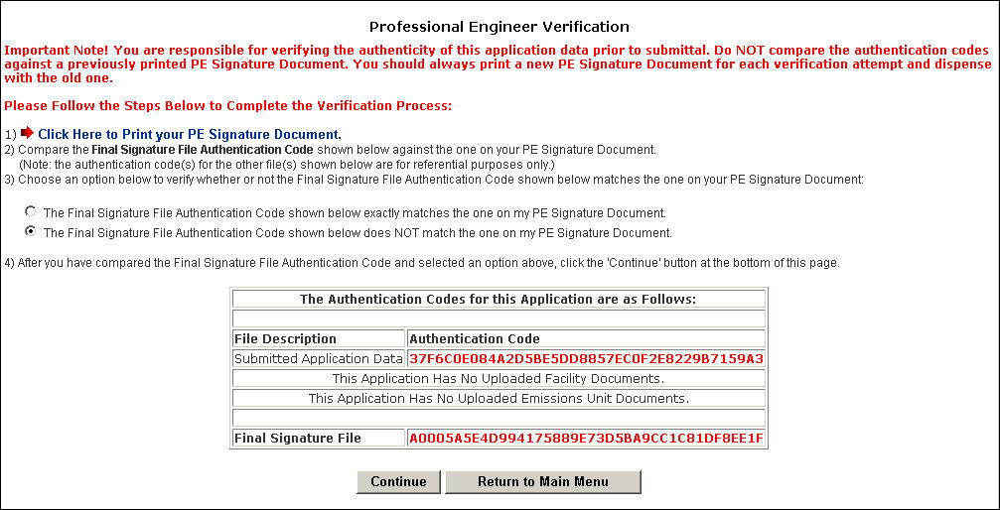 Professional Engineer Verification
Important Note! You are responsible for verifying the authenticity of this application data prior to submittal. Do NOT compare the authentication codes
against a previously printed PE Signature Document. You should always print a new PE Signature Document for each verification attempt and dispense
with the old one.
Please Follow the Steps Below to Complete the Verification Process:
1) Click Here to Print your PE Signature Document.
2) Compare the Final Signature File Authentication Code shown below against the one on your PE Signature Document.
(Note: the authentication code(s) for the other file(s) shown below are for referential purposes only.)
3) Choose an option below to verify whether or not the Final Signature File Authentication Code shown below matches the one on your PE Signature Document:
The Final Signature File Authentication Code shown below exactly matches the one on my PE Signature Document.
The Final Signature File Authentication Code shown below does NOT match the one on my PE Signature Document.
4) After you have compared the Final Signature File Authentication Code and selected an option above, click the 'Continue' button at the bottom of this page.
The Authentication Codes for this Application are as Follows:
File Description Authentication Code
Submitted Application Data 37F6C0E084A2D5BE5DD8857EC0F2E8229B7159A3
This Application Has No Uploaded Facility Documents.
This Application Has No Uploaded Emissions Unit Documents.
Final Signature File A0005A5E4D994175889E73D5BA9CC1C81DF8EE1F
Continue Return to Main Menu